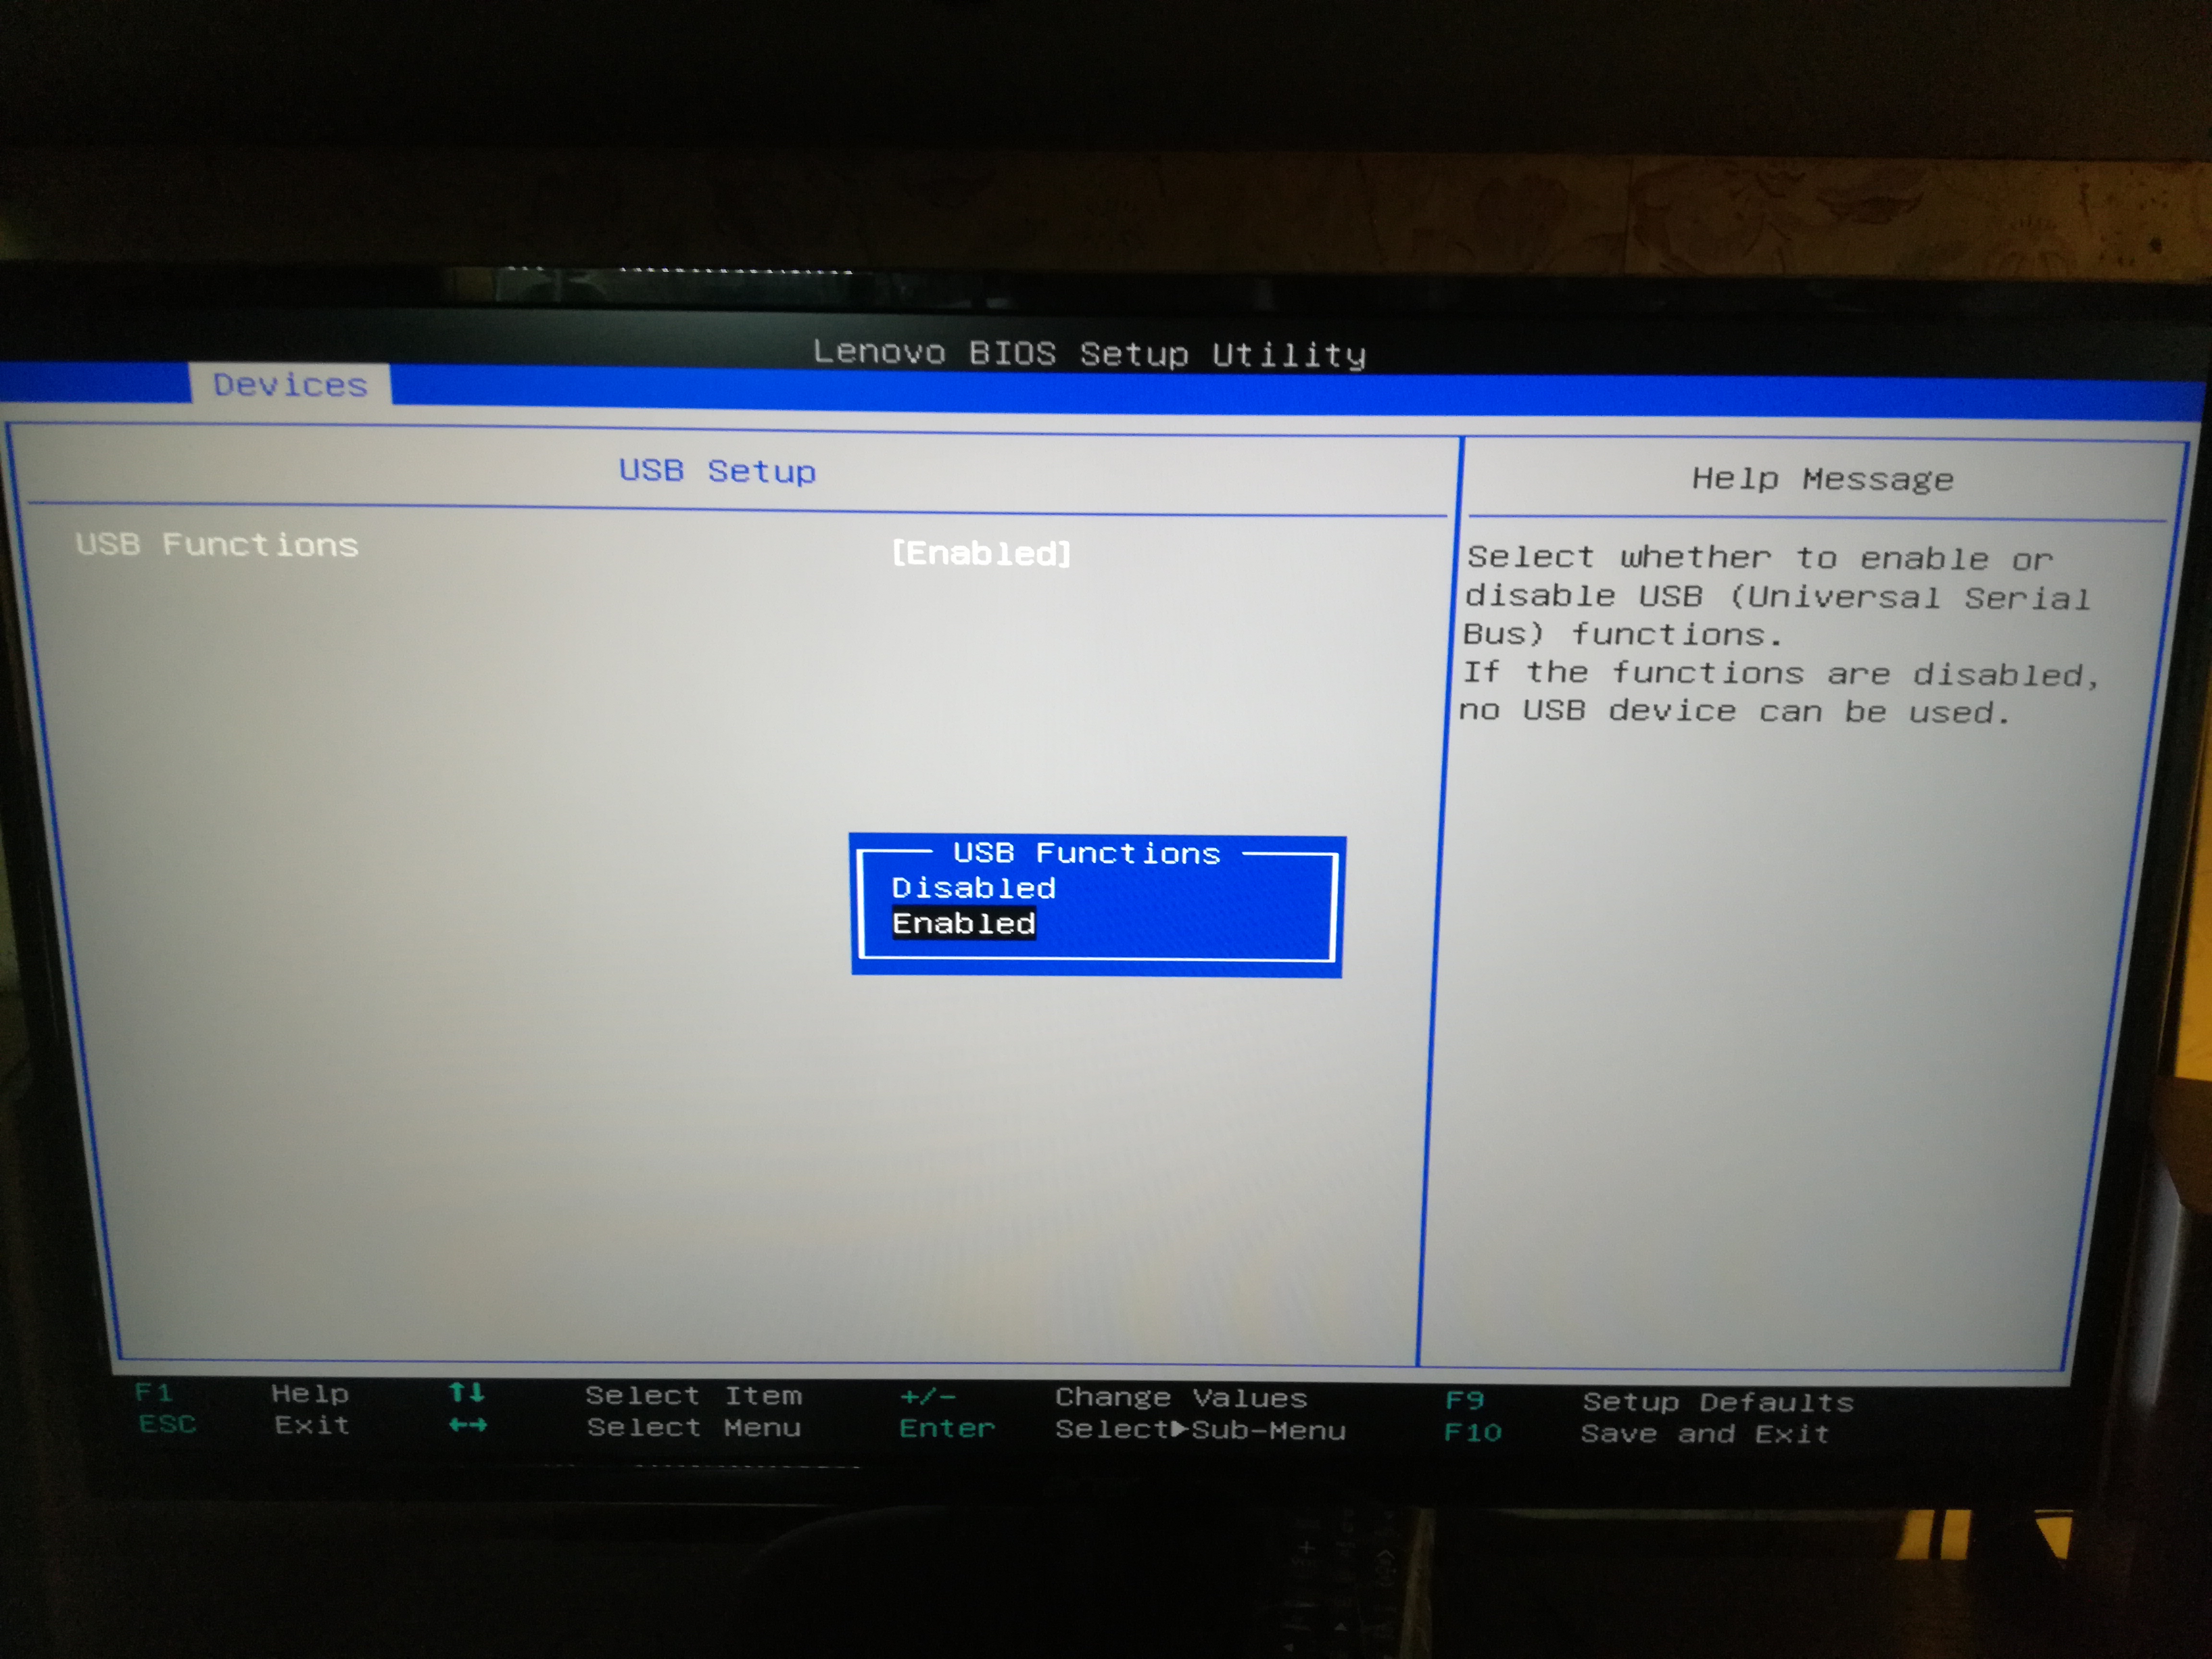 Lenovo BIOS Setup Utility
Devices
USB Setup
USB Functions [Enabled]
USB Functions
Disabled
Enabled
Help Message
Select whether to enable or
disable USB (Universal Serial
Bus) functions.
If the functions are disabled,
no USB device can be used.
F1 Help ↑↓ Select Item +/- Change Values F9 Setup Defaults
ESC Exit ←→ Select Menu Enter Select▶Sub-Menu F10 Save and Exit